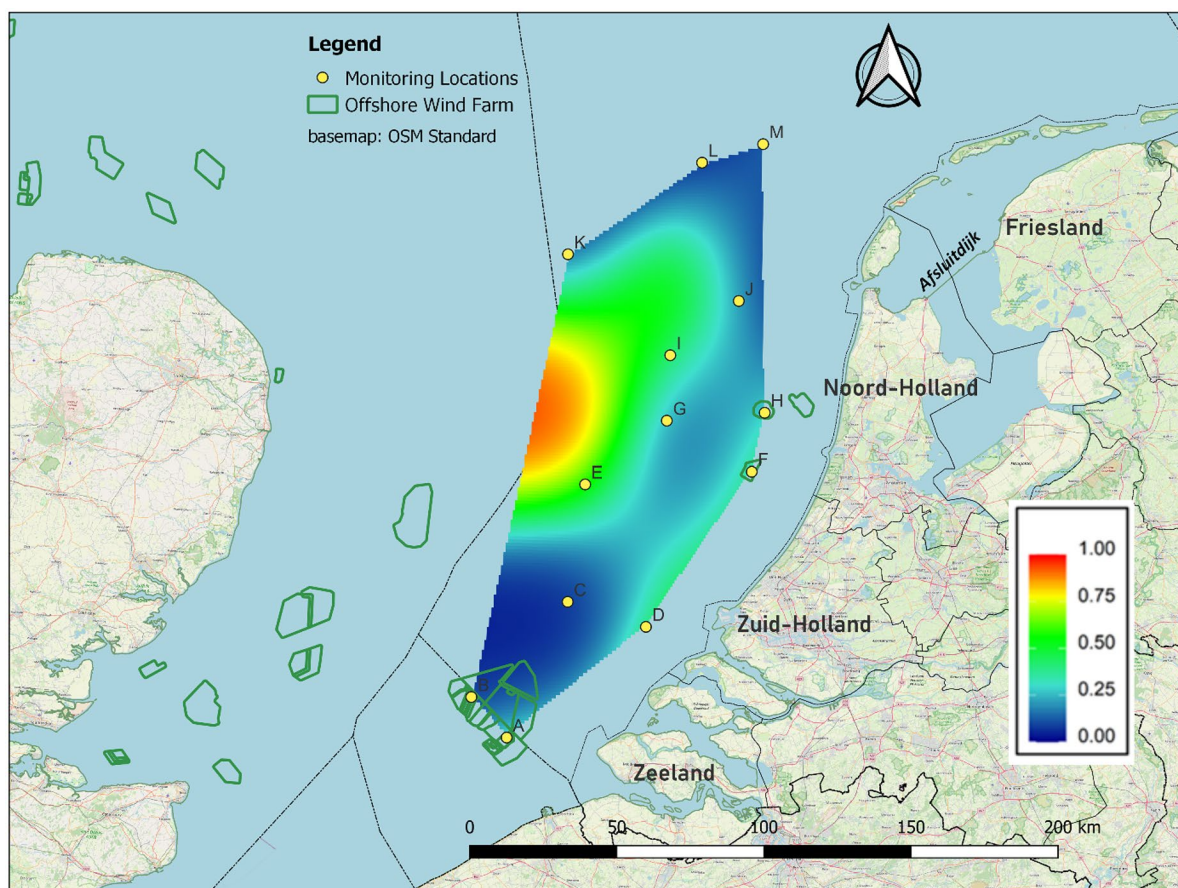 Legend
Monitoring Locations
Offshore Wind Farm
basemap: OSM Standard
M
L
K
Friesland
Afsluitdijk
J
I
Noord-Holland
H
G
F
E
C
D
Zuid-Holland
B
A
Zeeland
1.00
0.75
0.50
0.25
0.00
0 50 100 150 200 km